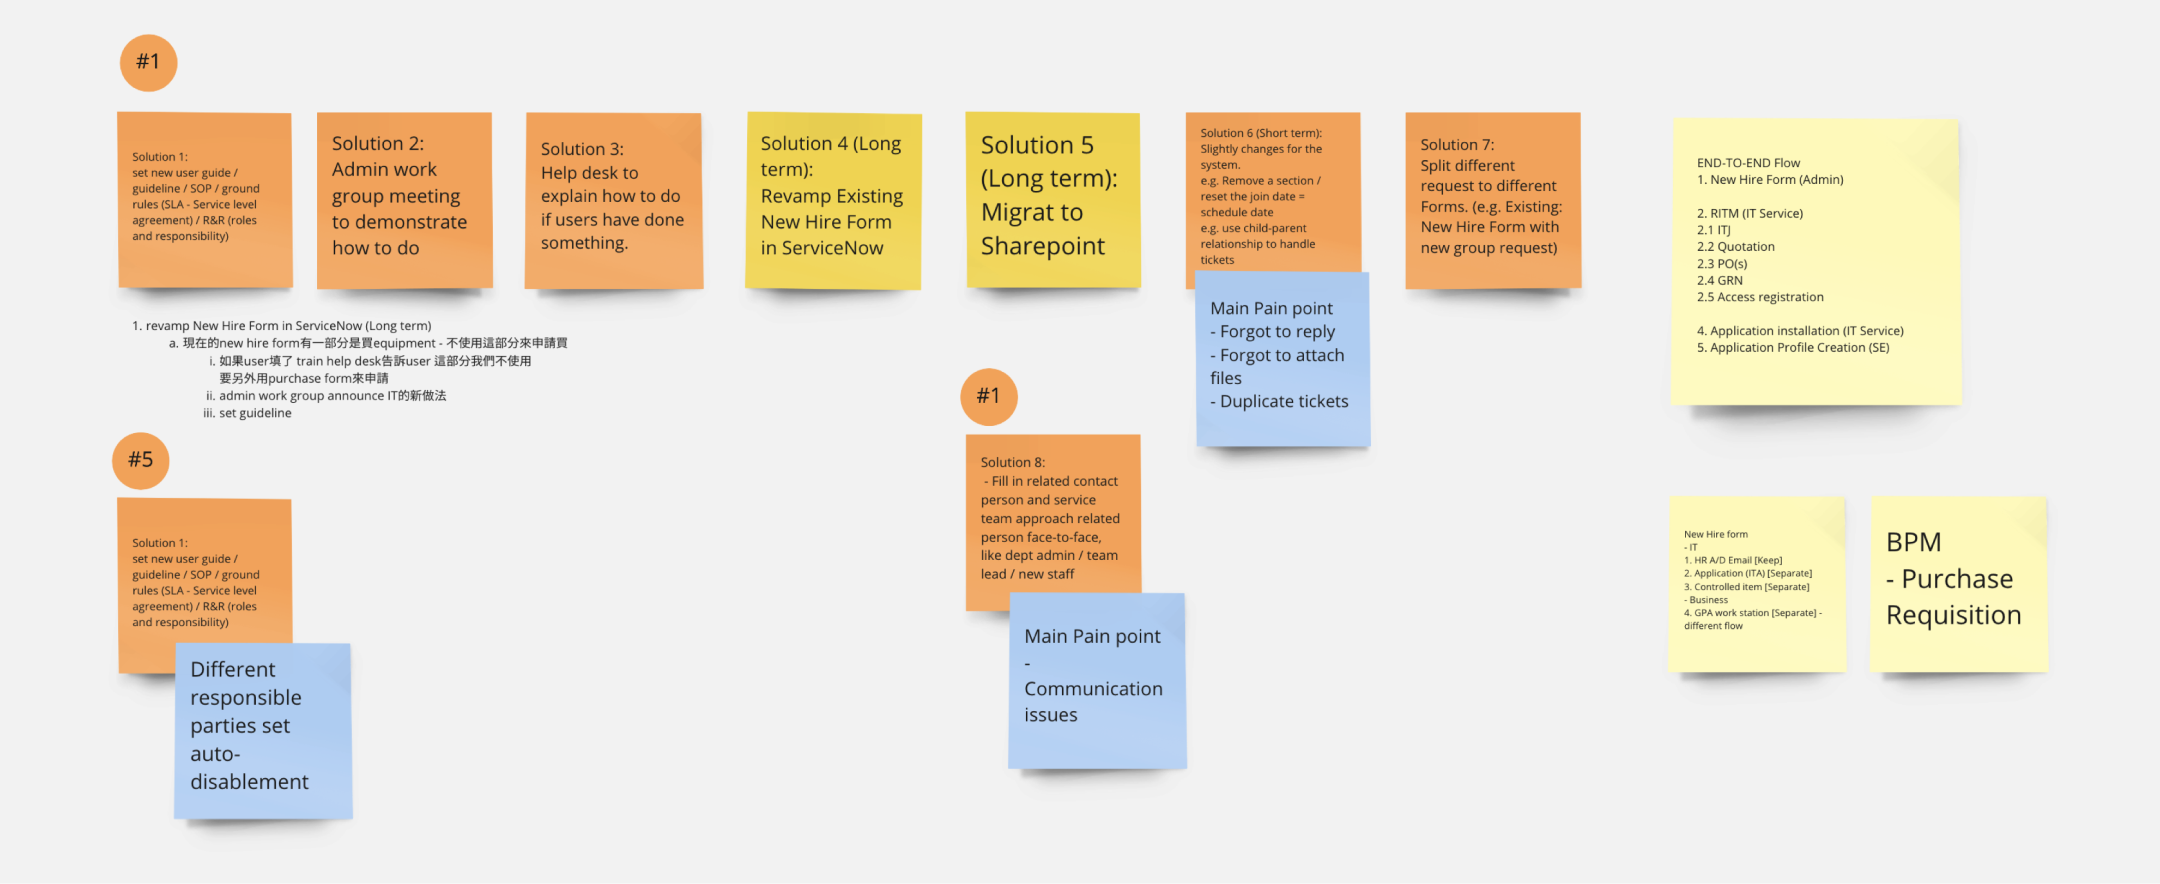 #1
Solution 1:
set new user guide /
guideline / SOP / ground
rules (SLA - Service level
agreement) / R&R (roles
and responsibility)
Solution 2:
Admin work
group meeting
to demonstrate
how to do
Solution 3:
Help desk to
explain how to do
if users have done
something.
Solution 4 (Long
term):
Revamp Existing
New Hire Form
in ServiceNow
Solution 5
(Long term):
Migrat to
Sharepoint
Solution 6 (Short term):
Slightly changes for the
system.
e.g. Remove a section /
reset the join date =
schedule date
e.g. use child-parent
relationship to handle
tickets
Main Pain point
- Forgot to reply
- Forgot to attach
files
- Duplicate tickets
Solution 7:
Split different
request to different
Forms. (e.g. Existing:
New Hire Form with
new group request)
END-TO-END Flow
1. New Hire Form (Admin)
2. RITM (IT Service)
2.1 ITJ
2.2 Quotation
2.3 PO(s)
2.4 GRN
2.5 Access registration
4. Application installation (IT Service)
5. Application Profile Creation (SE)
1. revamp New Hire Form in ServiceNow (Long term)
a. 現在的new hire form有一部分是買equipment - 不使用這部分來申請買
i. 如果user填了 train help desk告訴user 這部分我們不使用
要另外用purchase form來申請
ii. admin work group announce IT的新做法
iii. set guideline
#5
Solution 1:
set new user guide /
guideline / SOP / ground
rules (SLA - Service level
agreement) / R&R (roles
and responsibility)
Different
responsible
parties set
auto-
disablement
#1
Solution 8:
- Fill in related contact
person and service
team approach related
person face-to-face,
like dept admin / team
lead / new staff
Main Pain point
-
Communication
issues
New Hire form
- IT
1. HR A/D Email [Keep]
2. Application (ITA) [Separate]
3. Controlled item [Separate]
- Business
4. GPA work station [Separate] -
different flow
BPM
- Purchase
Requisition